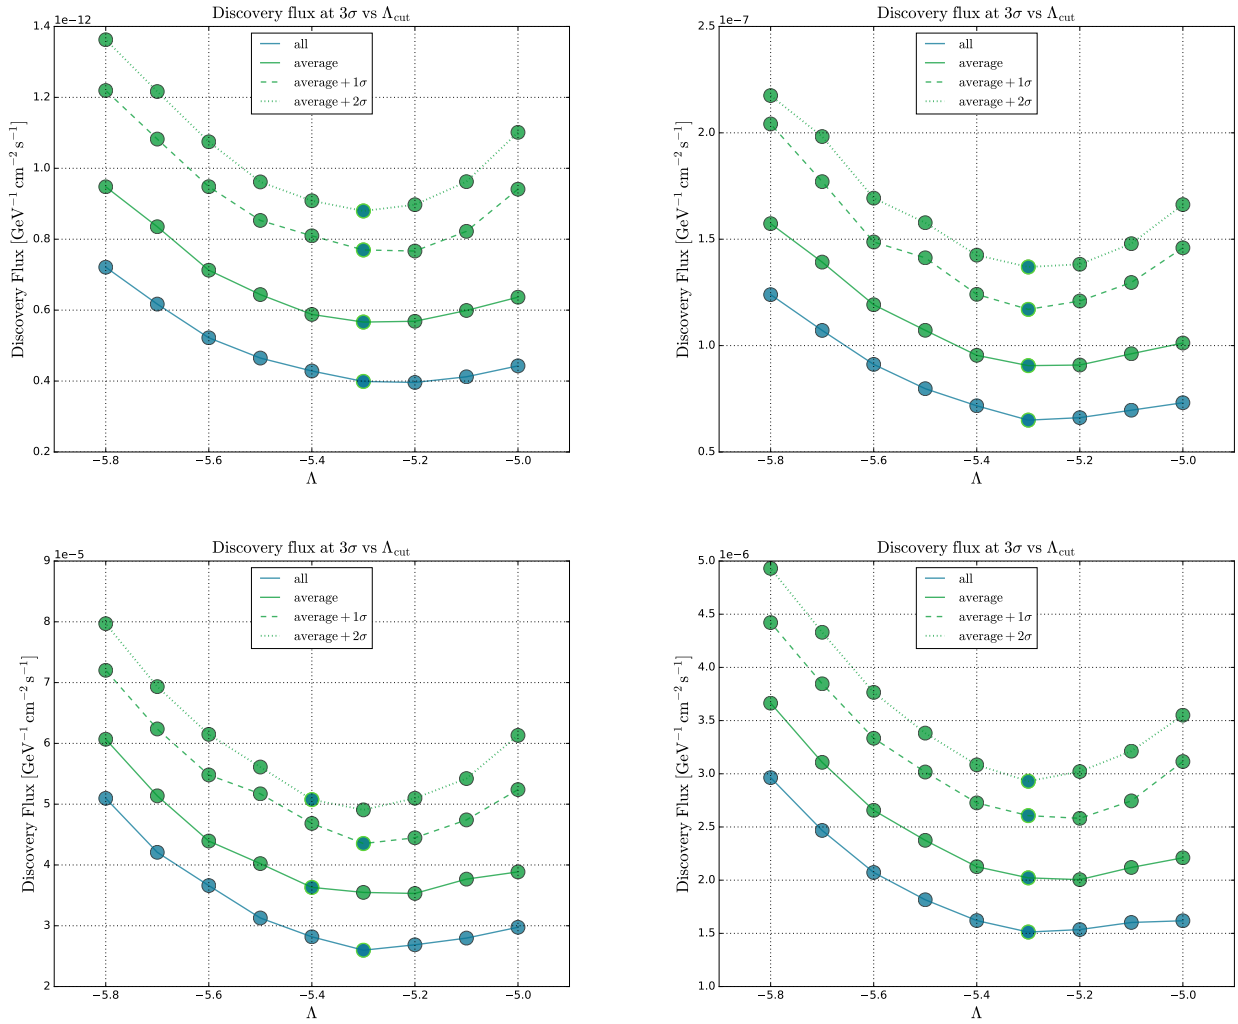 Discovery flux at 3σ vs Λcut
1e−12
all
average
average + 1σ
average + 2σ
1.4
1.2
1.0
0.8
0.6
0.4
0.2
Discovery Flux [GeV⁻¹ cm⁻² s⁻¹]
−5.8 −5.6 −5.4 −5.2 −5.0
Λ
Discovery flux at 3σ vs Λcut
1e−7
all
average
average + 1σ
average + 2σ
2.5
2.0
1.5
1.0
0.5
Discovery Flux [GeV⁻¹ cm⁻² s⁻¹]
−5.8 −5.6 −5.4 −5.2 −5.0
Λ
Discovery flux at 3σ vs Λcut
1e−5
all
average
average + 1σ
average + 2σ
9
8
7
6
5
4
3
2
Discovery Flux [GeV⁻¹ cm⁻² s⁻¹]
−5.8 −5.6 −5.4 −5.2 −5.0
Λ
Discovery flux at 3σ vs Λcut
1e−6
all
average
average + 1σ
average + 2σ
5.0
4.5
4.0
3.5
3.0
2.5
2.0
1.5
1.0
Discovery Flux [GeV⁻¹ cm⁻² s⁻¹]
−5.8 −5.6 −5.4 −5.2 −5.0
Λ